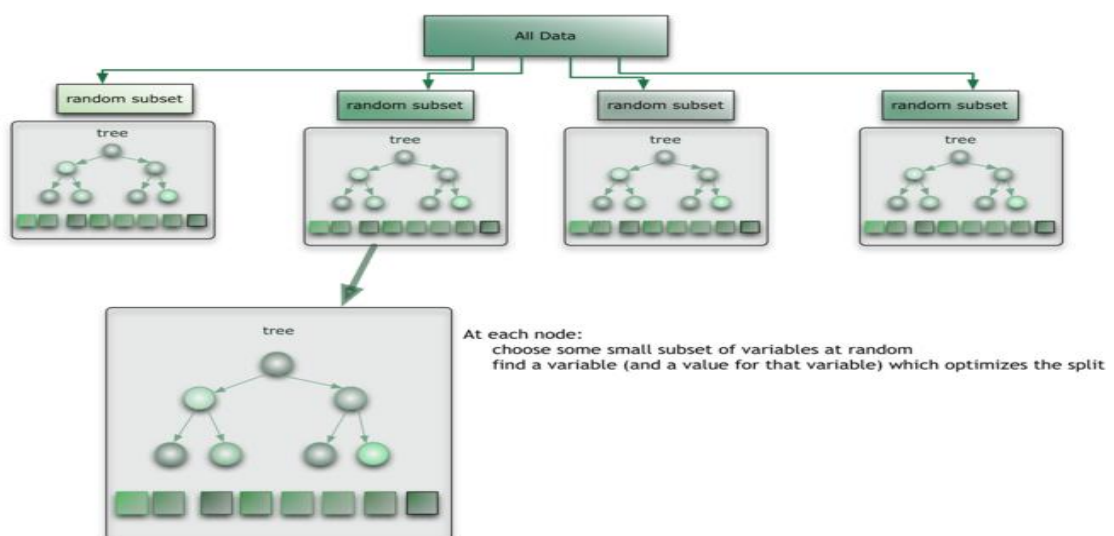 All Data
random subset
random subset
random subset
random subset
tree
tree
tree
tree
tree
At each node:
choose some small subset of variables at random
find a variable (and a value for that variable) which optimizes the split